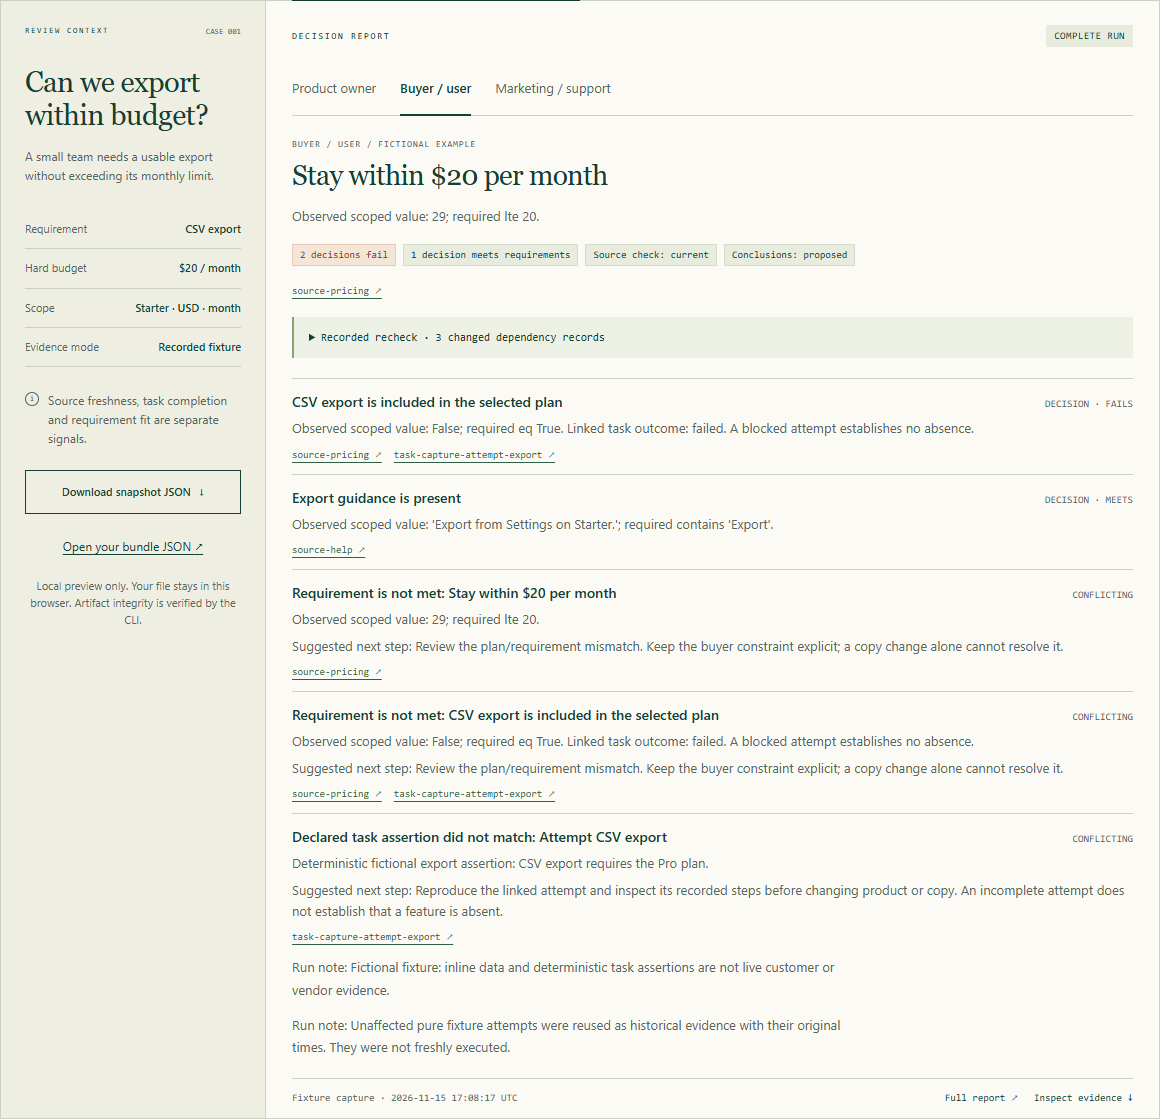 REVIEW CONTEXT
CASE 001
Can we export
within budget?
A small team needs a usable export
without exceeding its monthly limit.
Requirement CSV export
Hard budget $20 / month
Scope Starter · USD · month
Evidence mode Recorded fixture
i Source freshness, task completion
and requirement fit are separate
signals.
Download snapshot JSON ↓
Open your bundle JSON ↗
Local preview only. Your file stays in this
browser. Artifact integrity is verified by the
CLI.
DECISION REPORT
COMPLETE RUN
Product owner Buyer / user Marketing / support
BUYER / USER / FICTIONAL EXAMPLE
Stay within $20 per month
Observed scoped value: 29; required lte 20.
2 decisions fail 1 decision meets requirements Source check: current Conclusions: proposed
source-pricing ↗
▶ Recorded recheck · 3 changed dependency records
CSV export is included in the selected plan
DECISION · FAILS
Observed scoped value: False; required eq True. Linked task outcome: failed. A blocked attempt establishes no absence.
source-pricing ↗ task-capture-attempt-export ↗
Export guidance is present
DECISION · MEETS
Observed scoped value: 'Export from Settings on Starter.'; required contains 'Export'.
source-help ↗
Requirement is not met: Stay within $20 per month
CONFLICTING
Observed scoped value: 29; required lte 20.
Suggested next step: Review the plan/requirement mismatch. Keep the buyer constraint explicit; a copy change alone cannot resolve it.
source-pricing ↗
Requirement is not met: CSV export is included in the selected plan
CONFLICTING
Observed scoped value: False; required eq True. Linked task outcome: failed. A blocked attempt establishes no absence.
Suggested next step: Review the plan/requirement mismatch. Keep the buyer constraint explicit; a copy change alone cannot resolve it.
source-pricing ↗ task-capture-attempt-export ↗
Declared task assertion did not match: Attempt CSV export
CONFLICTING
Deterministic fictional export assertion: CSV export requires the Pro plan.
Suggested next step: Reproduce the linked attempt and inspect its recorded steps before changing product or copy. An incomplete attempt does
not establish that a feature is absent.
task-capture-attempt-export ↗
Run note: Fictional fixture: inline data and deterministic task assertions are not live customer or
vendor evidence.
Run note: Unaffected pure fixture attempts were reused as historical evidence with their original
times. They were not freshly executed.
Fixture capture · 2026-11-15 17:08:17 UTC
Full report ↗ Inspect evidence ↓